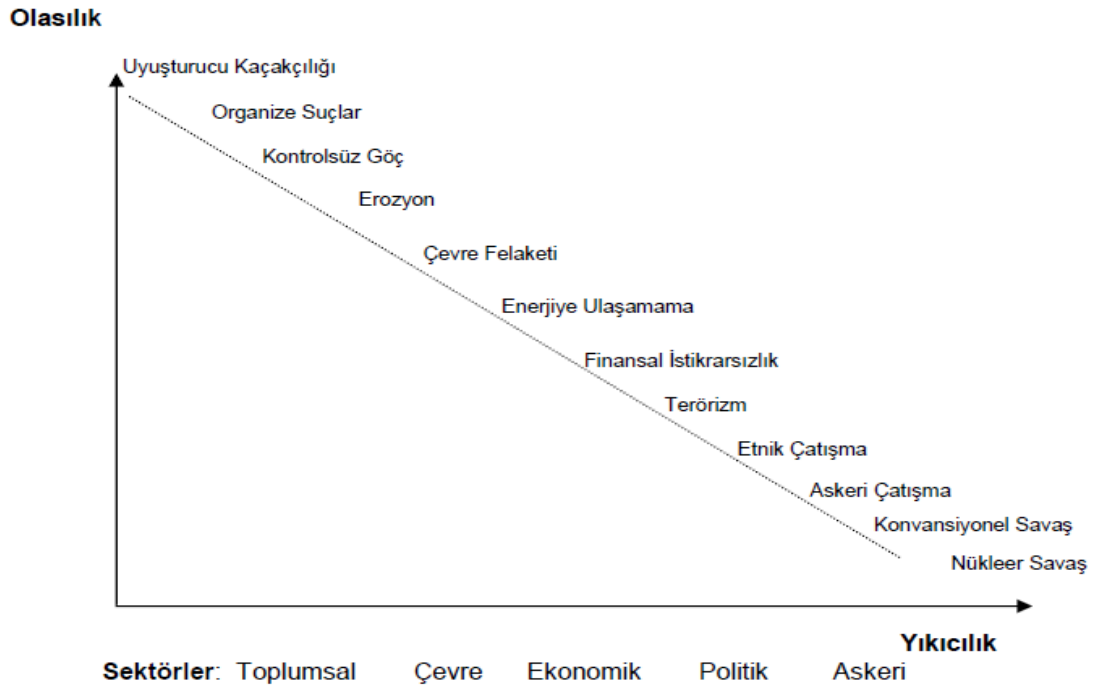 Olasılık
Uyuşturucu Kaçakçılığı
Organize Suçlar
Kontrolsüz Göç
Erozyon
Çevre Felaketi
Enerjiye Ulaşamama
Finansal İstikrarsızlık
Terörizm
Etnik Çatışma
Askeri Çatışma
Konvansiyonel Savaş
Nükleer Savaş
Yıkıcılık
Sektörler: Toplumsal Çevre Ekonomik Politik Askeri